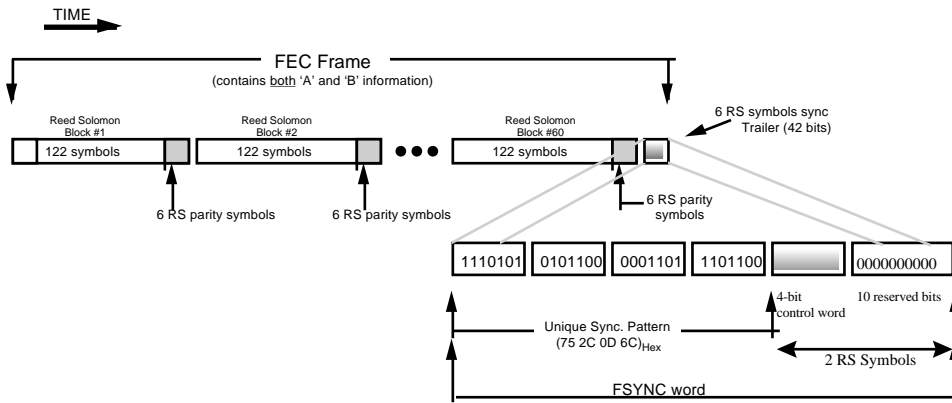 TIME
FEC Frame
(contains both ‘A’ and ‘B’ information)
Reed Solomon
Block #1
Reed Solomon
Block #2
Reed Solomon
Block #60
6 RS symbols sync
Trailer (42 bits)
122 symbols
122 symbols
122 symbols
6 RS parity symbols
6 RS parity symbols
6 RS parity
symbols
1110101
0101100
0001101
1101100
0000000000
4-bit
control word
10 reserved bits
Unique Sync. Pattern
(75 2C 0D 6C)Hex
2 RS Symbols
FSYNC word